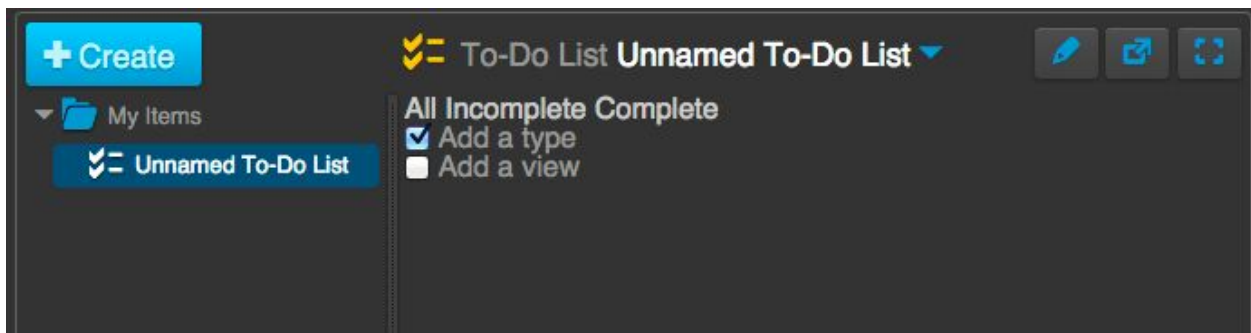 Create
To-Do List Unnamed To-Do List
My Items
Unnamed To-Do List
All Incomplete Complete
Add a type
Add a view